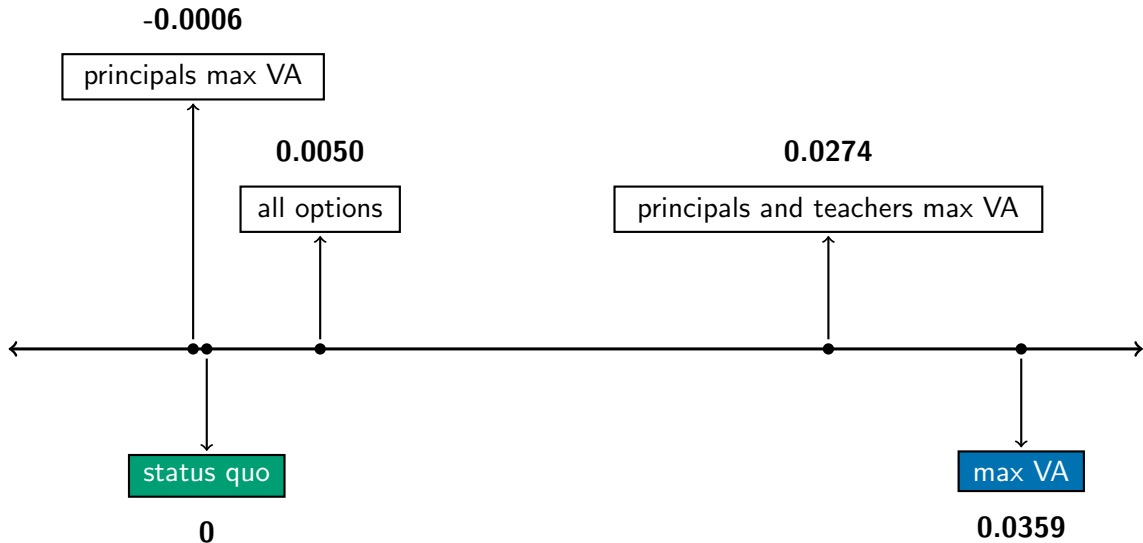 -0.0006
principals max VA
0.0050
all options
0.0274
principals and teachers max VA
status quo
0
max VA
0.0359